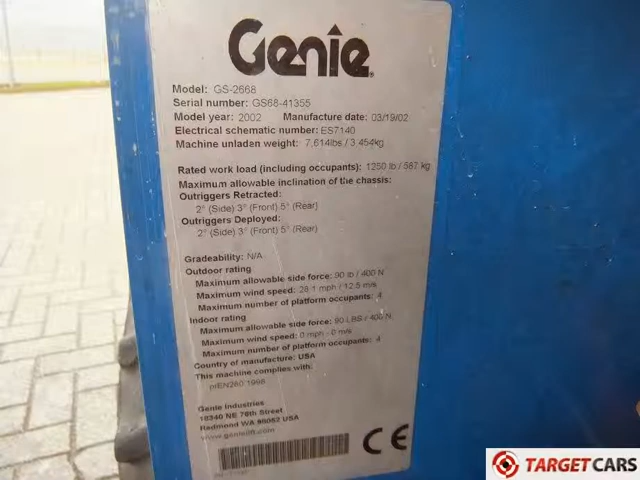 Genie
Model: GS-2668
Serial number: GS68-41355
Model year: 2002 Manufacture date: 03/19/02
Electrical schematic number: ES7140
Machine unladen weight: 7,614lbs / 3,454kg
Rated work load (including occupants): 1250 lb / 567 kg
Maximum allowable inclination of the chassis:
Outriggers Retracted:
2° (Side) 3° (Front) 5° (Rear)
Outriggers Deployed:
2° (Side) 3° (Front) 5° (Rear)
Gradeability: N/A
Outdoor rating
Maximum allowable side force: 90 lb / 400 N
Maximum wind speed: 28.1 mph / 12.5 m/s
Maximum number of platform occupants: 4
Indoor rating
Maximum allowable side force: 90 LBS / 400 N
Maximum wind speed: 0 mph - 0 m/s
Maximum number of platform occupants: 4
Country of manufacture: USA
This machine complies with:
prEN280:1998
Genie Industries
18340 NE 76th Street
Redmond WA 98052 USA
www.genielift.com
CE
TARGETCARS